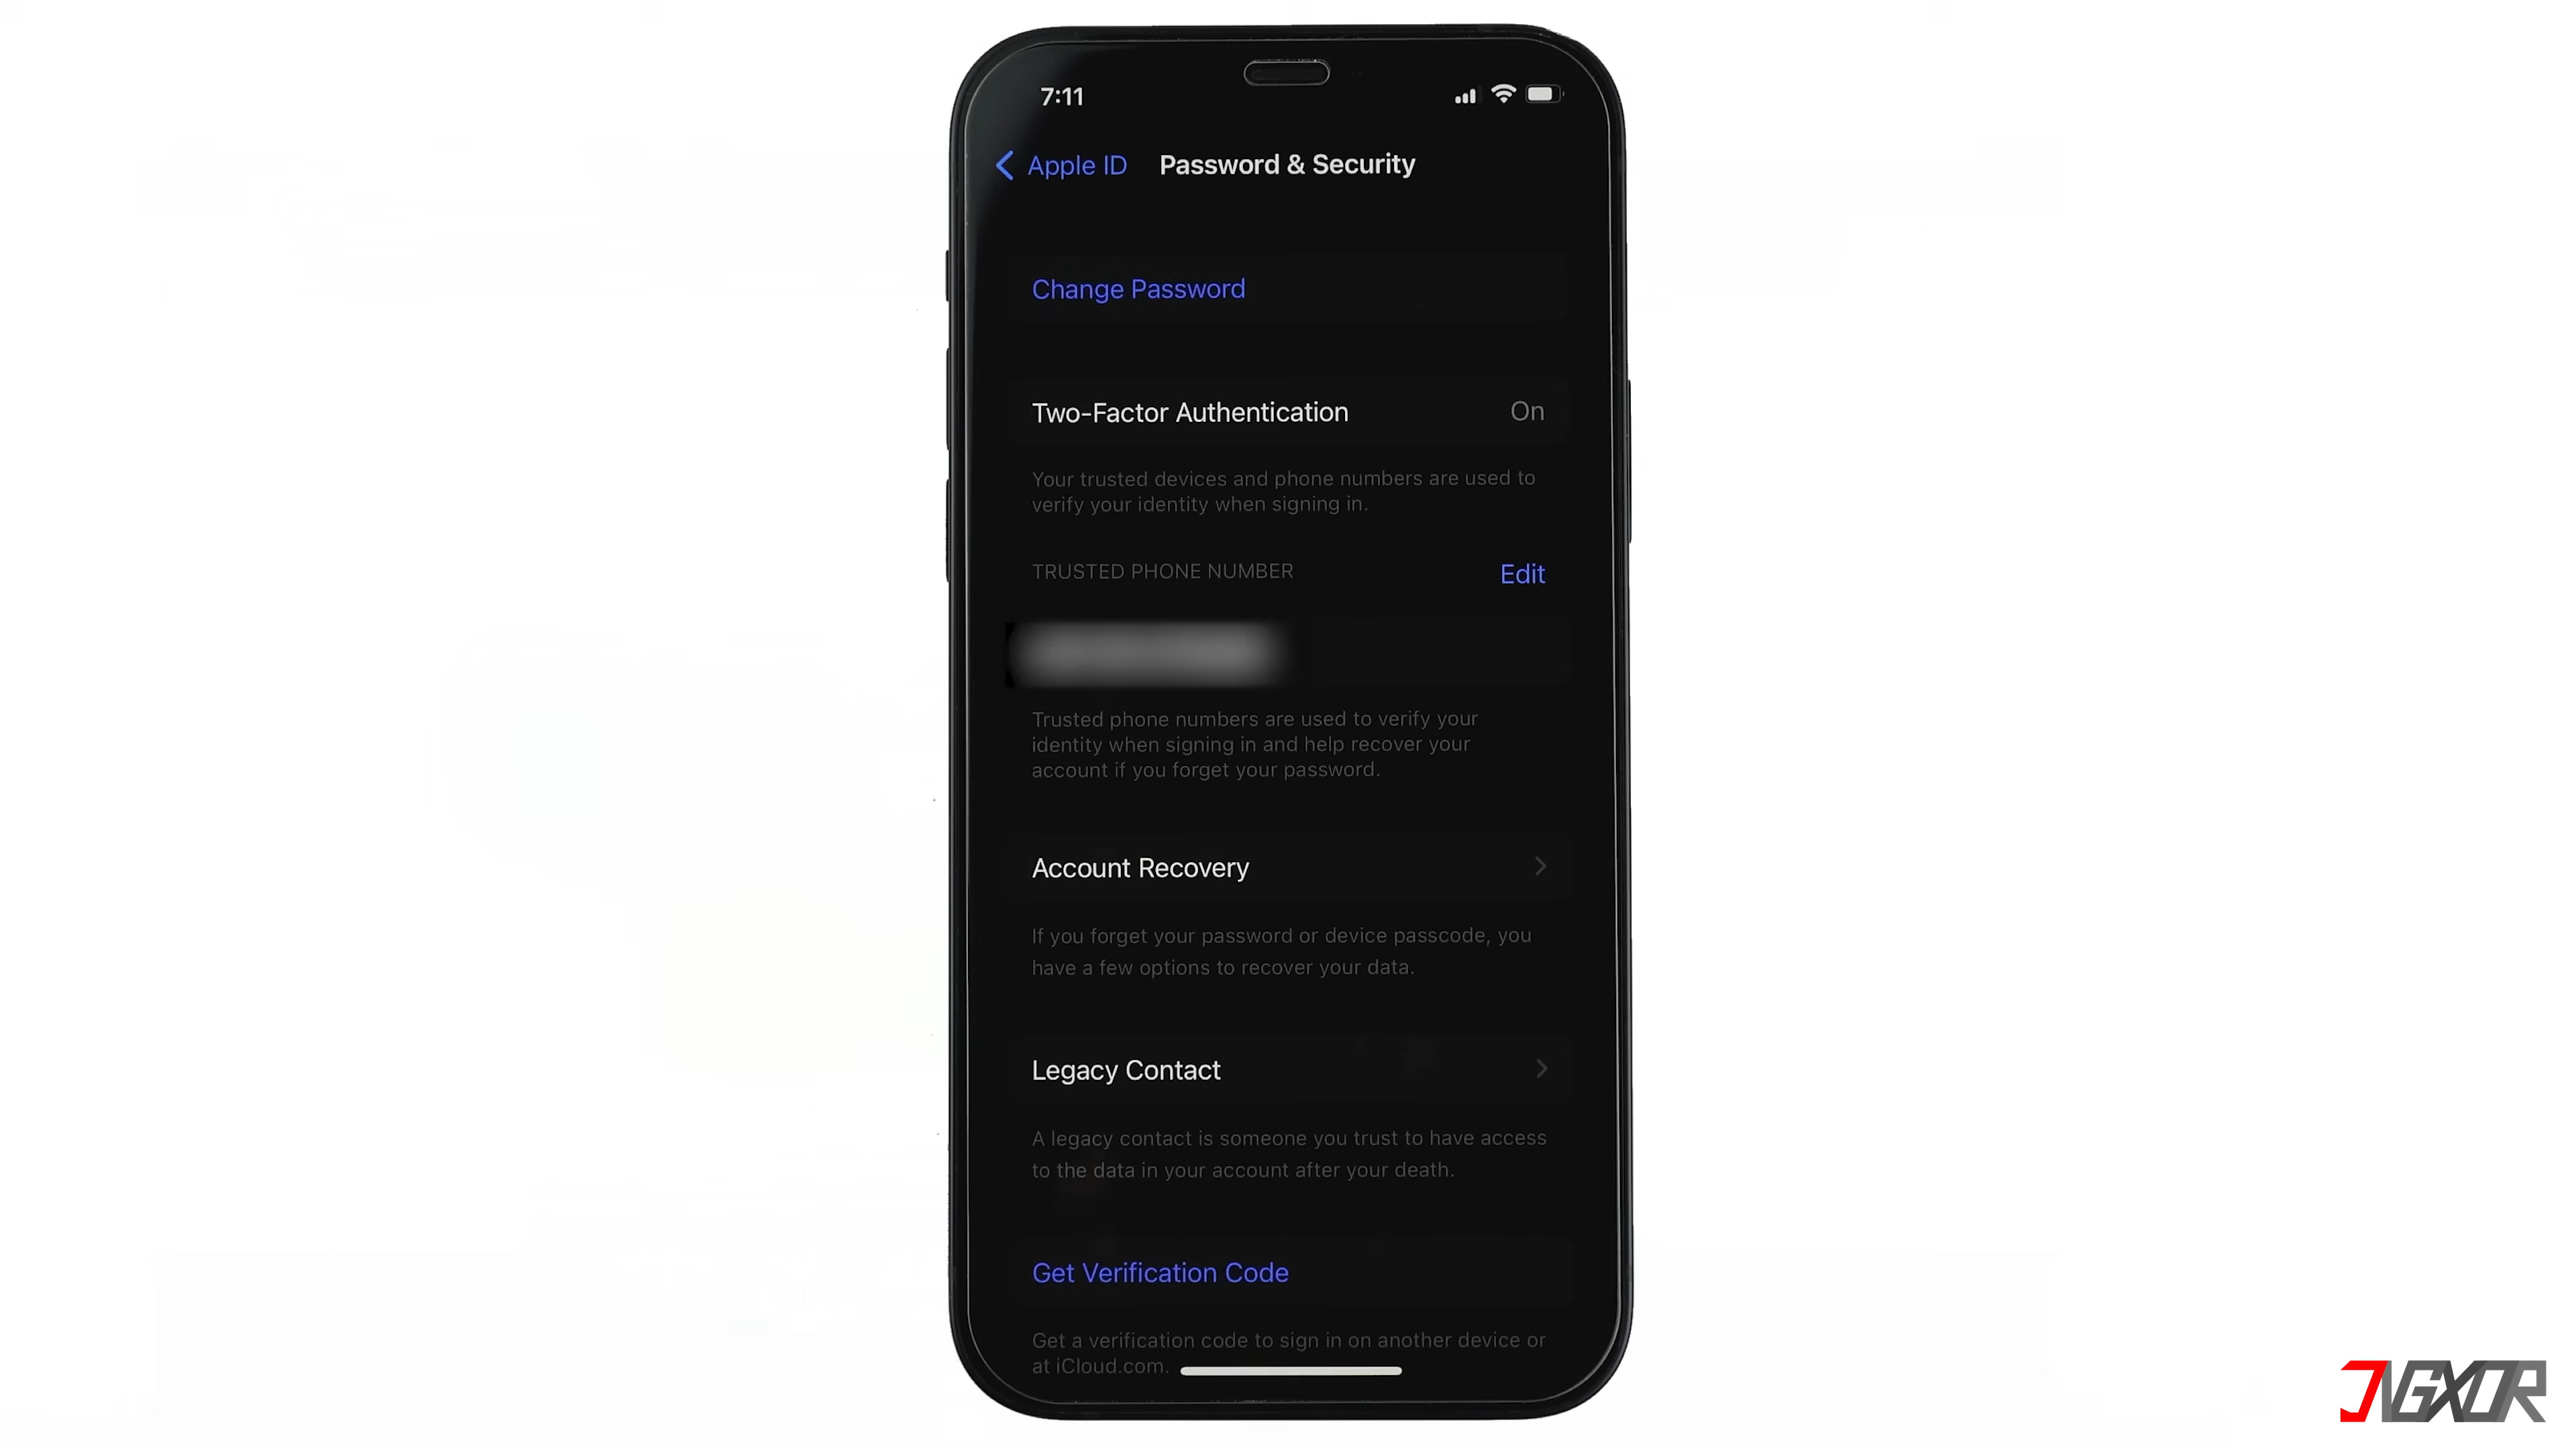 7:11
Apple ID
Password & Security
Change Password
Two-Factor Authentication
On
Your trusted devices and phone numbers are used to
verify your identity when signing in.
TRUSTED PHONE NUMBER
Edit
Trusted phone numbers are used to verify your
identity when signing in and help recover your
account if you forget your password.
Account Recovery
If you forget your password or device passcode, you
have a few options to recover your data.
Legacy Contact
A legacy contact is someone you trust to have access
to the data in your account after your death.
Get Verification Code
Get a verification code to sign in on another device or
at iCloud.com.
JVGXOR